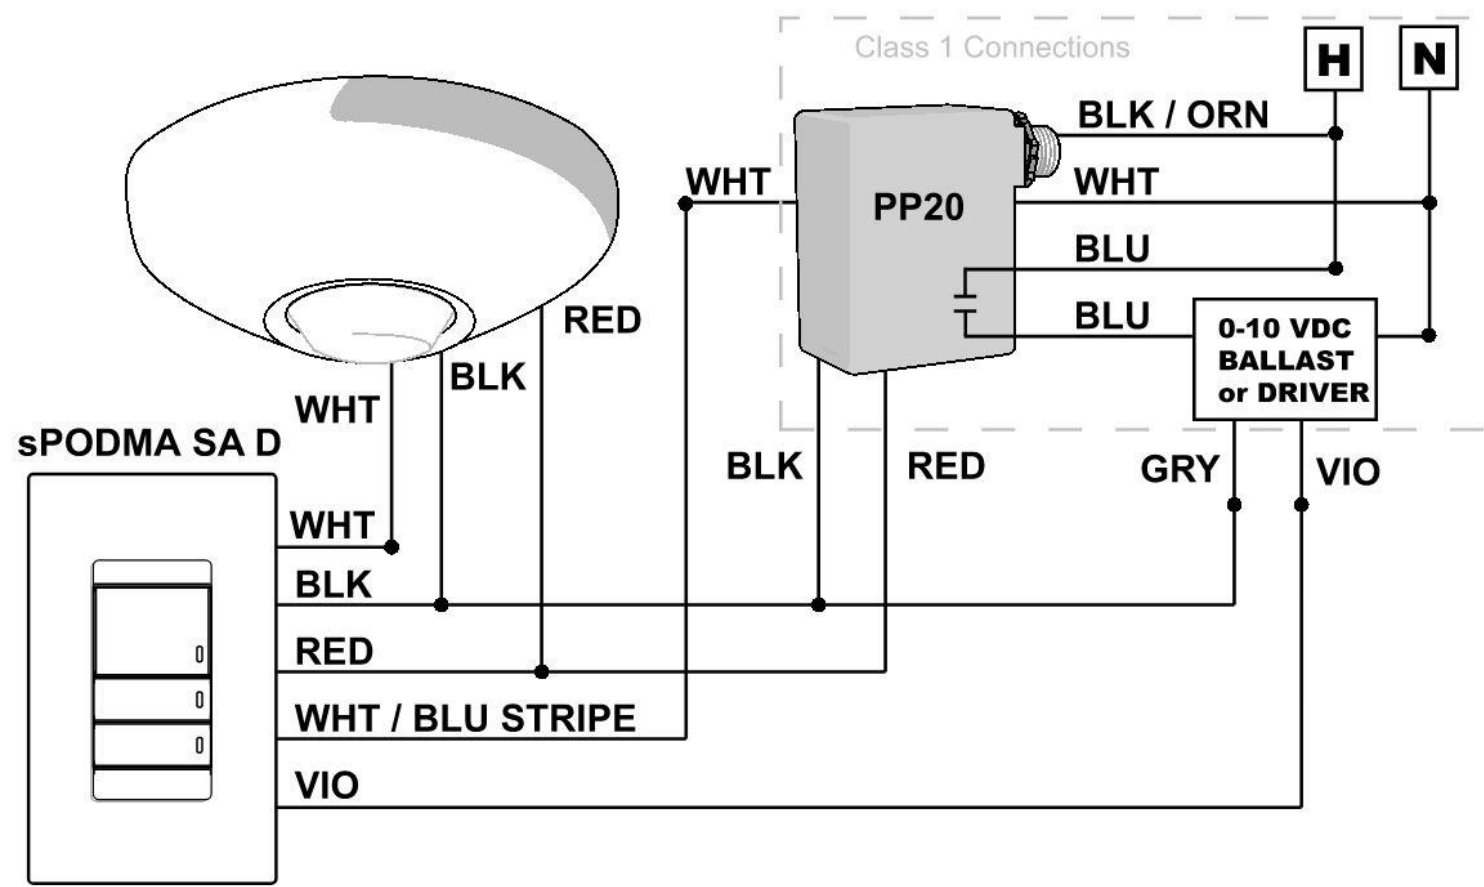 Class 1 Connections
H
N
BLK / ORN
WHT
WHT
PP20
BLU
BLU
RED
0-10 VDC
BALLAST
or DRIVER
BLK
WHT
sPODMA SA D
BLK
RED
GRY
VIO
WHT
BLK
RED
WHT / BLU STRIPE
VIO